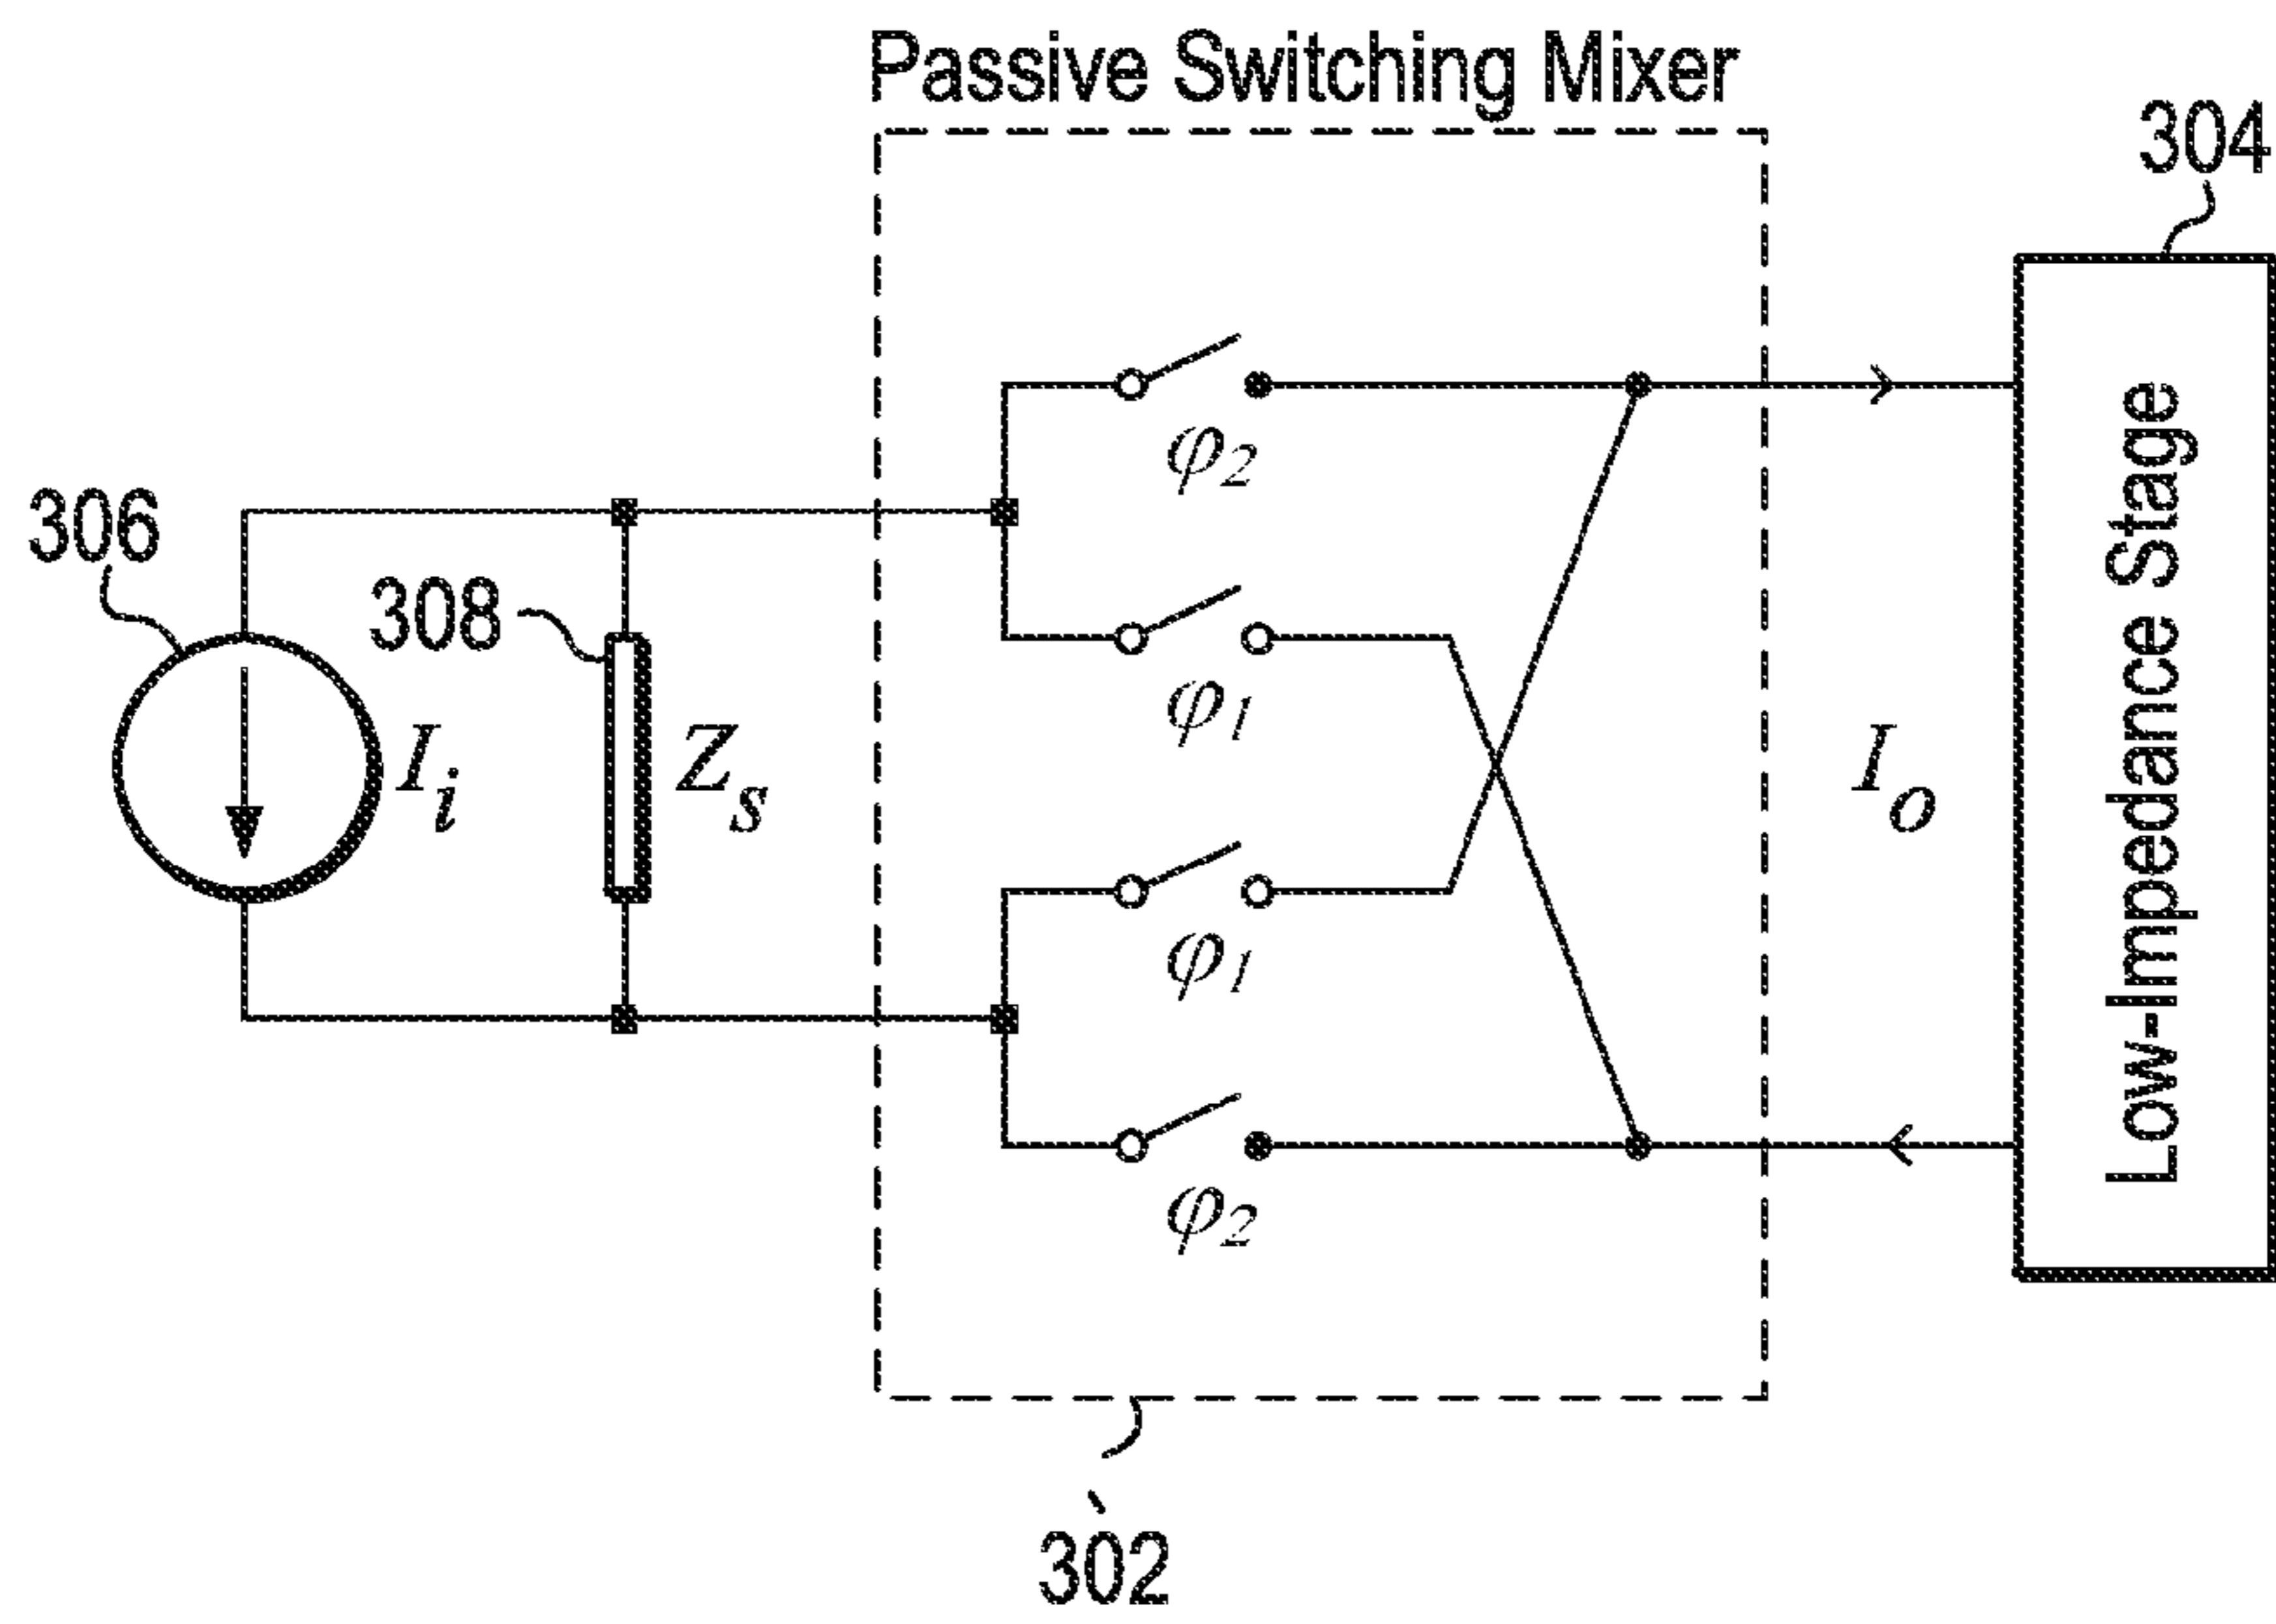 Passive Switching Mixer
304
φ2
306
308
φ1
Ii
Zs
Io
Low-Impedance Stage
φ1
φ2
302